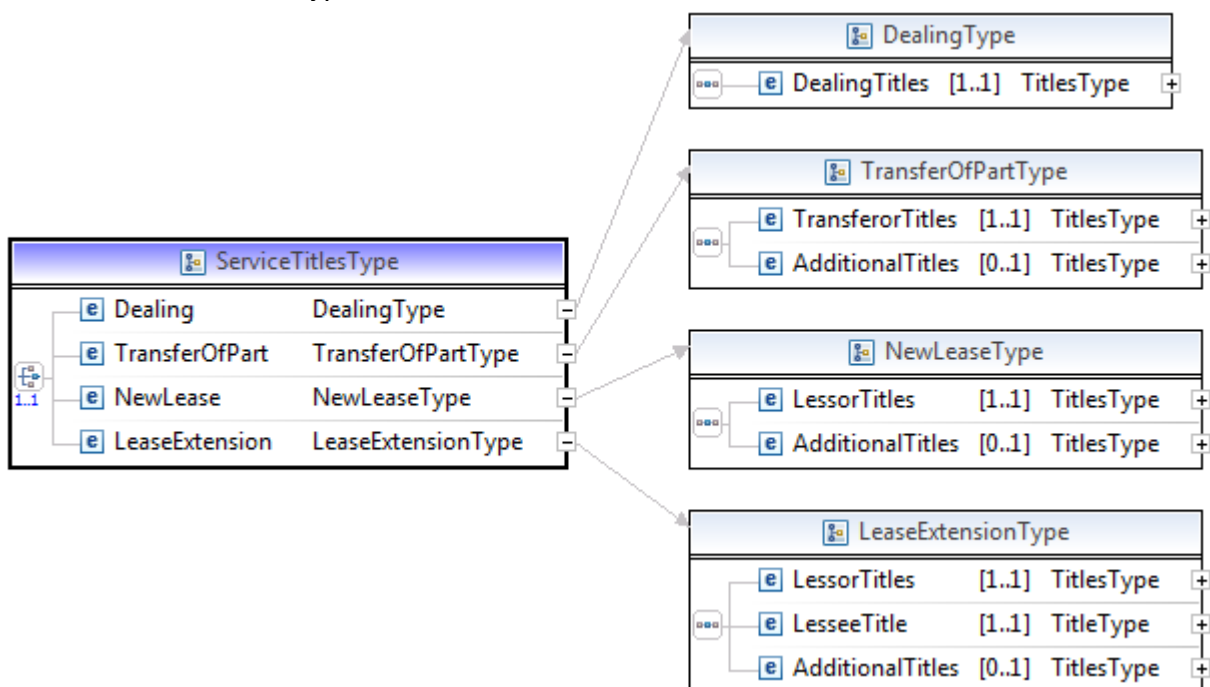 DealingType
DealingTitles [1..1] TitlesType
TransferOfPartType
TransferorTitles [1..1] TitlesType
AdditionalTitles [0..1] TitlesType
ServiceTitlesType
Dealing DealingType
TransferOfPart TransferOfPartType
1..1
NewLease NewLeaseType
LeaseExtension LeaseExtensionType
NewLeaseType
LessorTitles [1..1] TitlesType
AdditionalTitles [0..1] TitlesType
LeaseExtensionType
LessorTitles [1..1] TitlesType
LesseeTitle [1..1] TitleType
AdditionalTitles [0..1] TitlesType